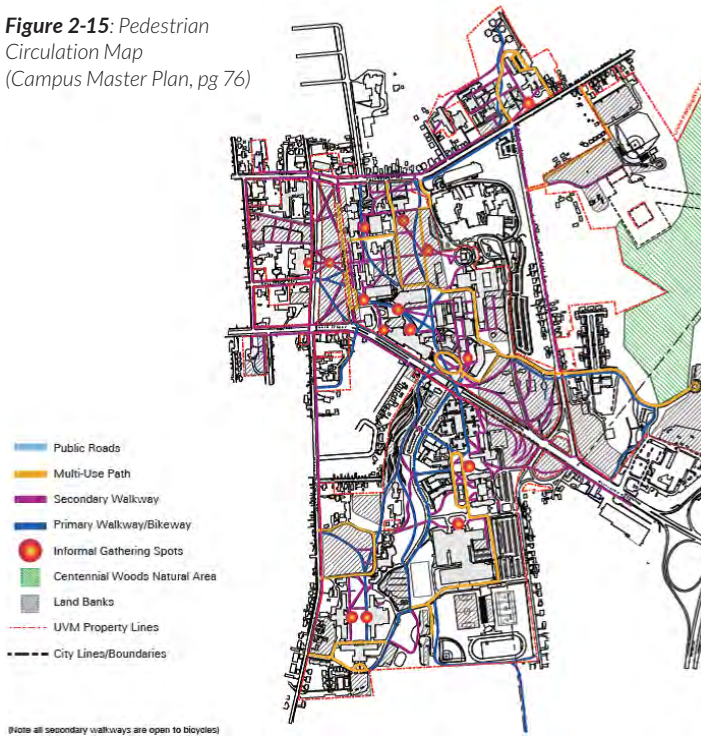 Figure 2-15: Pedestrian
Circulation Map
(Campus Master Plan, pg 76)
Public Roads
Multi-Use Path
Secondary Walkway
Primary Walkway/Bikeway
Informal Gathering Spots
Centennial Woods Natural Area
Land Banks
UVM Property Lines
City Lines/Boundaries
(Note all secondary walkways are open to bicycles)